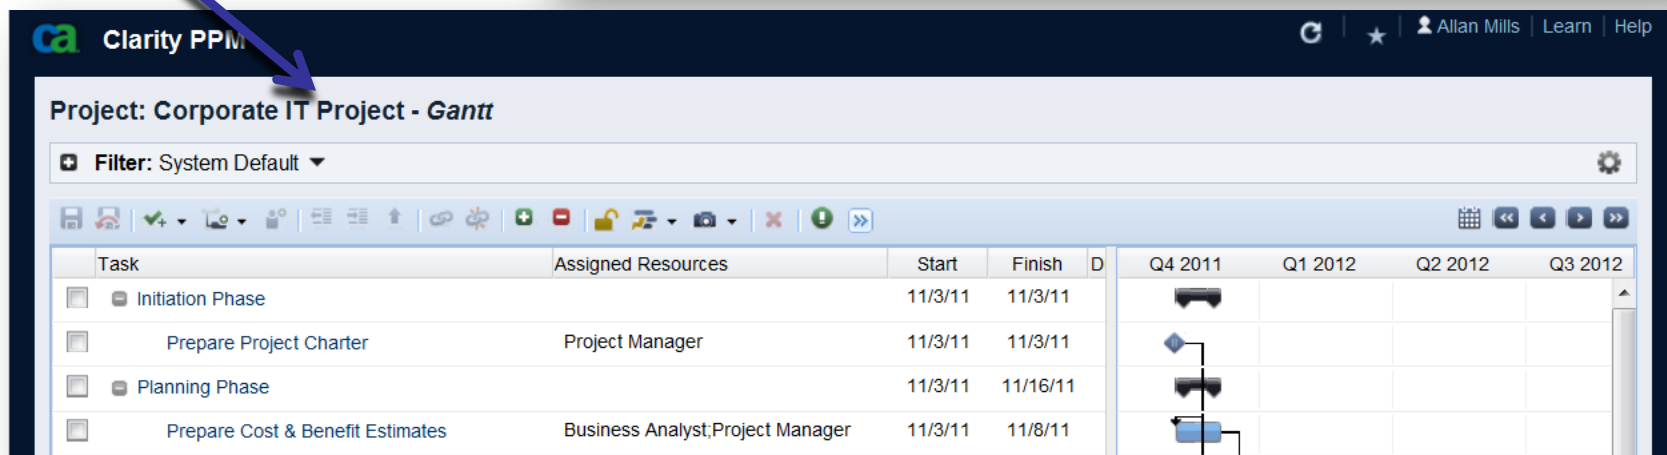 ca Clarity PPM Allan Mills Learn Help
Project: Corporate IT Project - Gantt
Filter: System Default
Task Assigned Resources Start Finish D Q4 2011 Q1 2012 Q2 2012 Q3 2012
Initiation Phase 11/3/11 11/3/11
Prepare Project Charter Project Manager 11/3/11 11/3/11
Planning Phase 11/3/11 11/16/11
Prepare Cost & Benefit Estimates Business Analyst;Project Manager 11/3/11 11/8/11